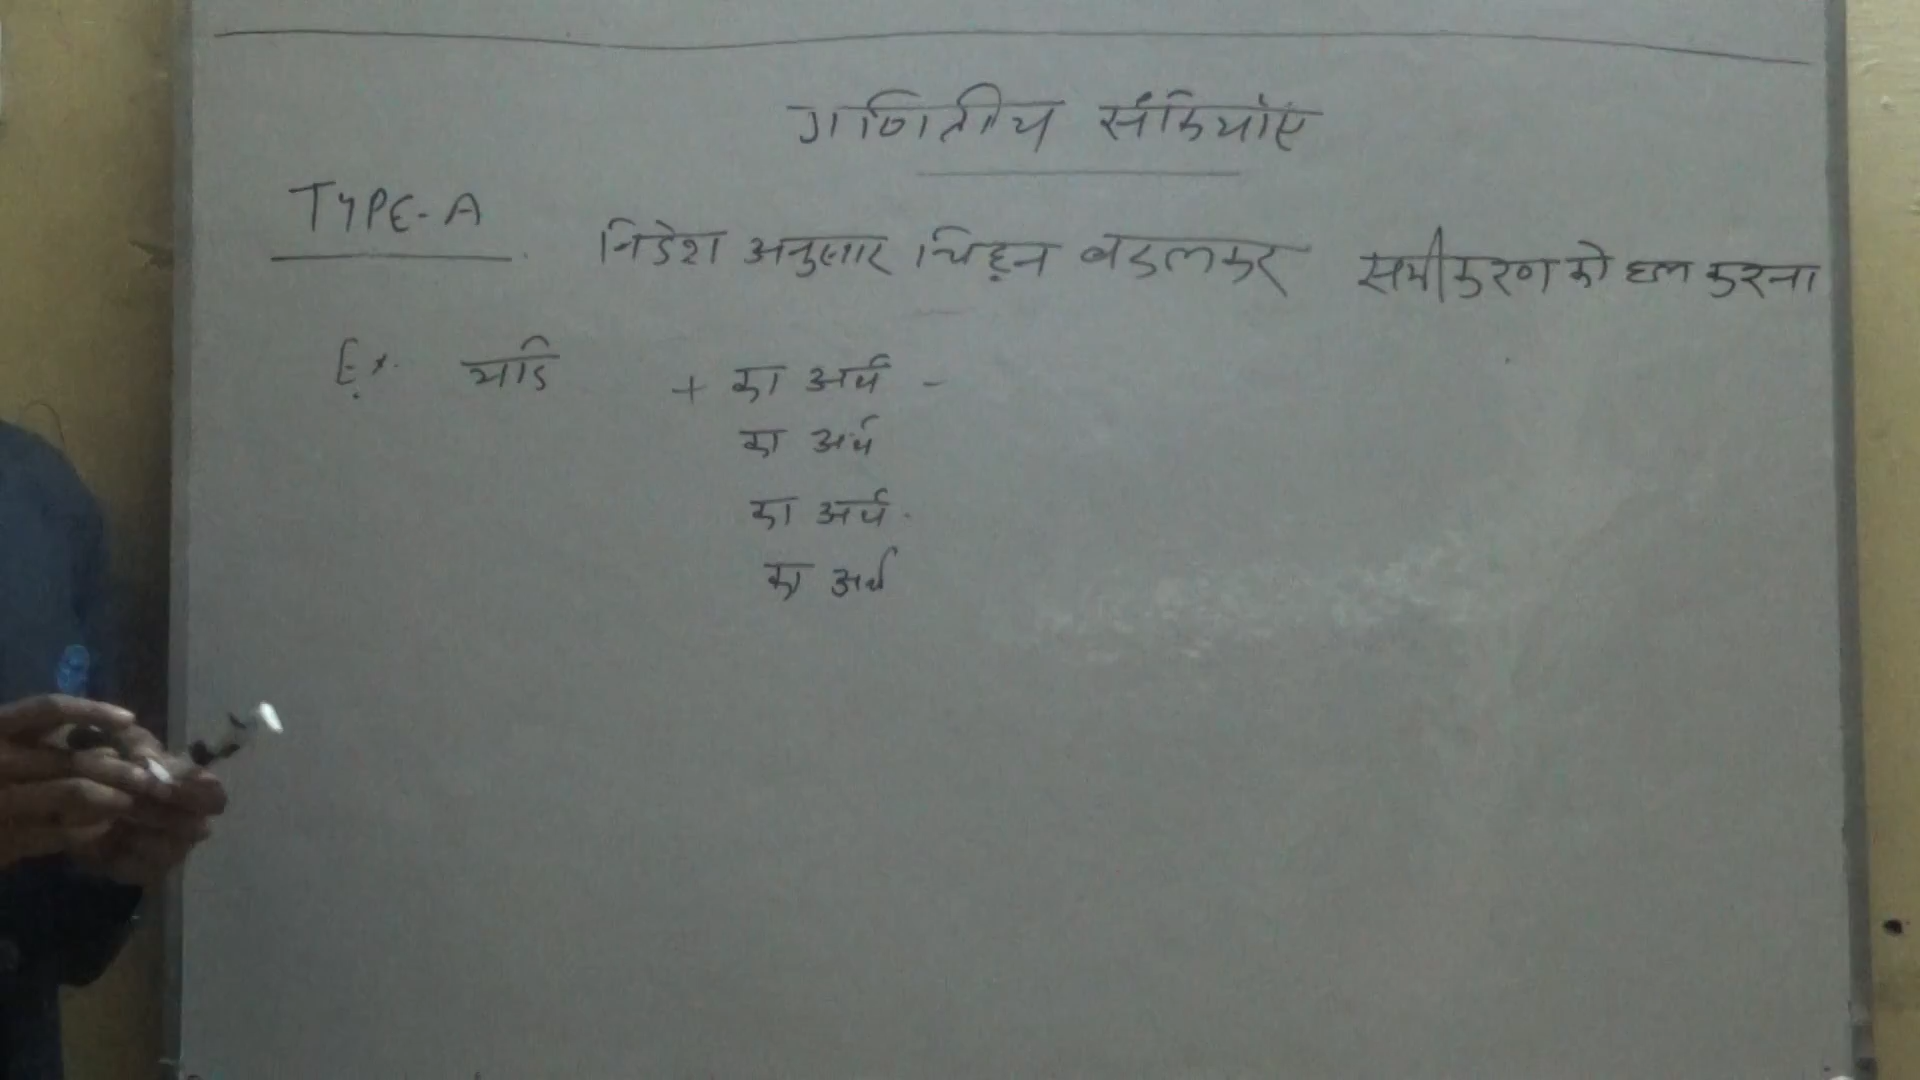 गणितीय संक्रियाँए
TYPE-A निर्देश अनुसार चिह्न बदलकर समीकरण को हल करना
Ex. यदि + का अर्थ -
का अर्थ
का अर्थ
का अर्थ